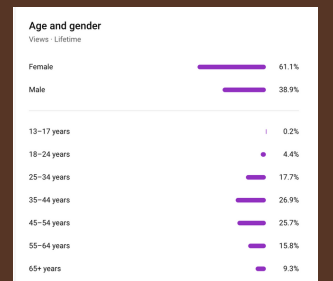 Age and gender
Views · Lifetime
Female 61.1%
Male 38.9%
13–17 years 0.2%
18–24 years 4.4%
25–34 years 17.7%
35–44 years 26.9%
45–54 years 25.7%
55–64 years 15.8%
65+ years 9.3%